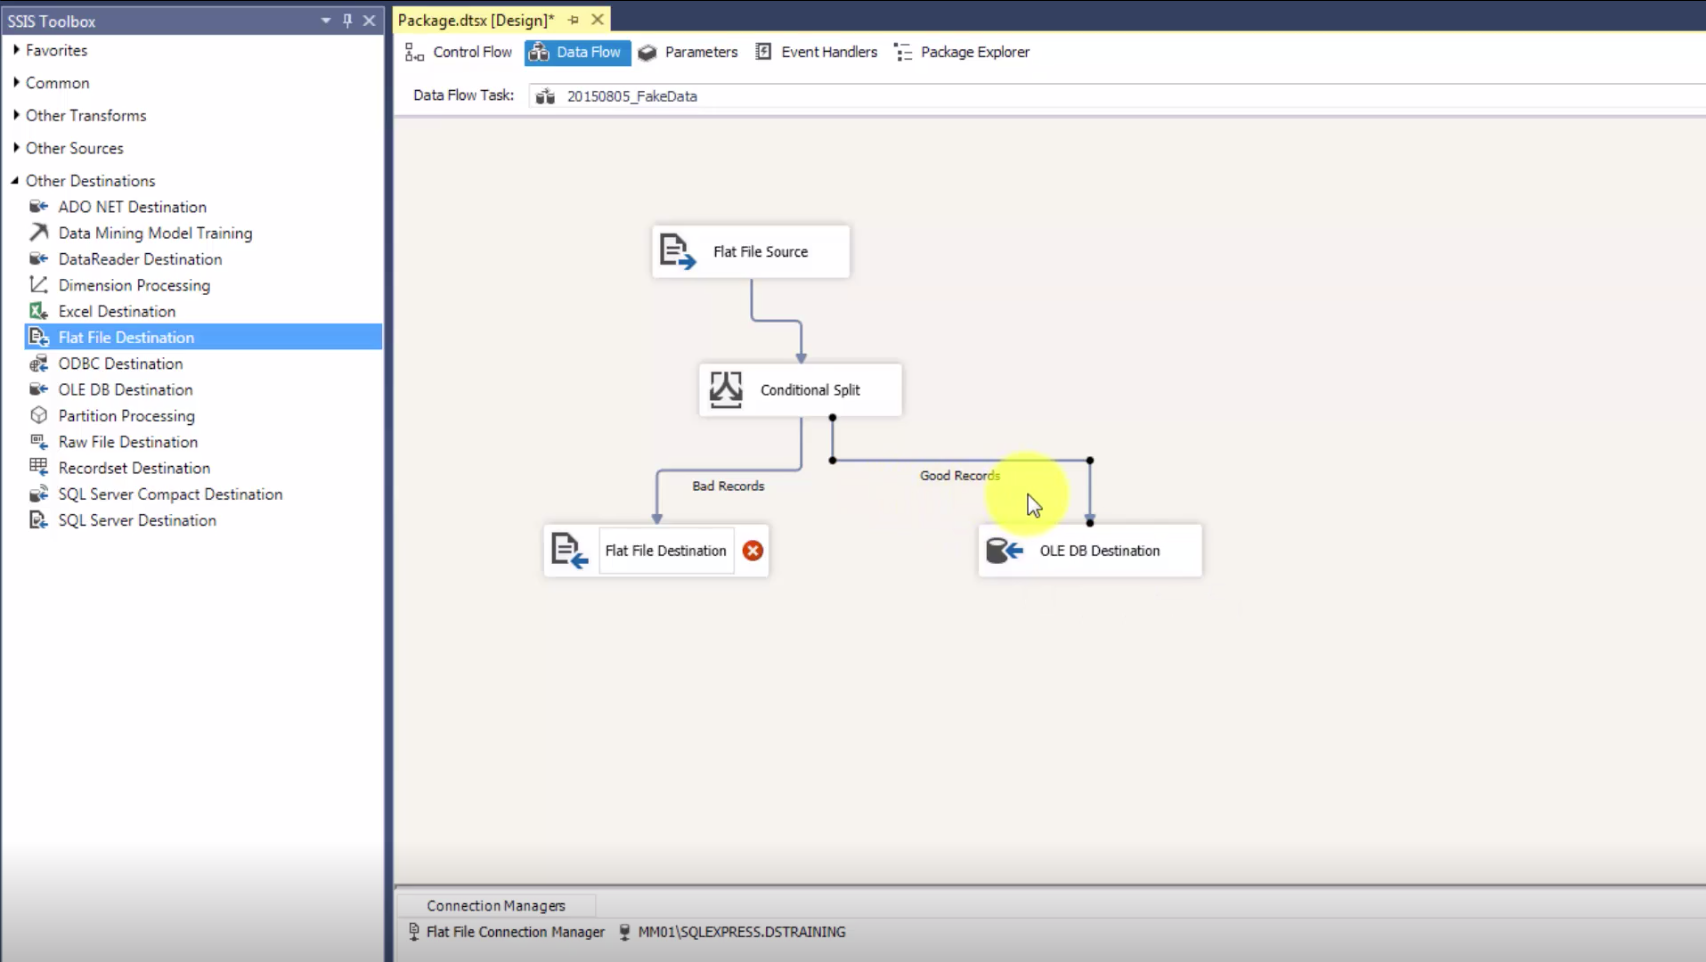 SSIS Toolbox
Favorites
Common
Other Transforms
Other Sources
Other Destinations
ADO NET Destination
Data Mining Model Training
DataReader Destination
Dimension Processing
Excel Destination
Flat File Destination
ODBC Destination
OLE DB Destination
Partition Processing
Raw File Destination
Recordset Destination
SQL Server Compact Destination
SQL Server Destination
Package.dtsx [Design]*
Control Flow Data Flow Parameters Event Handlers Package Explorer
Data Flow Task: 20150805_FakeData
Flat File Source
Conditional Split
Good Records
Bad Records
Flat File Destination
OLE DB Destination
Connection Managers
Flat File Connection Manager MM01\SQLEXPRESS.DSTRAINING